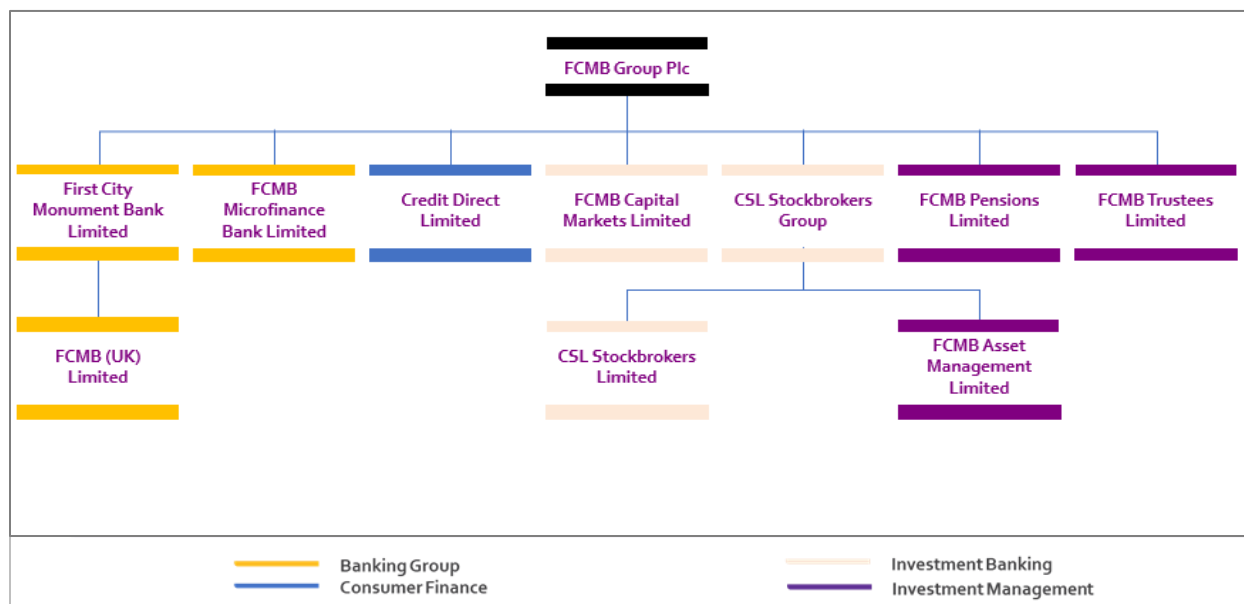 FCMB Group Plc
First City
Monument Bank
Limited
FCMB
Microfinance
Bank Limited
Credit Direct
Limited
FCMB Capital
Markets Limited
CSL Stockbrokers
Group
FCMB Pensions
Limited
FCMB Trustees
Limited
FCMB (UK)
Limited
CSL Stockbrokers
Limited
FCMB Asset
Management
Limited
Banking Group
Consumer Finance
Investment Banking
Investment Management